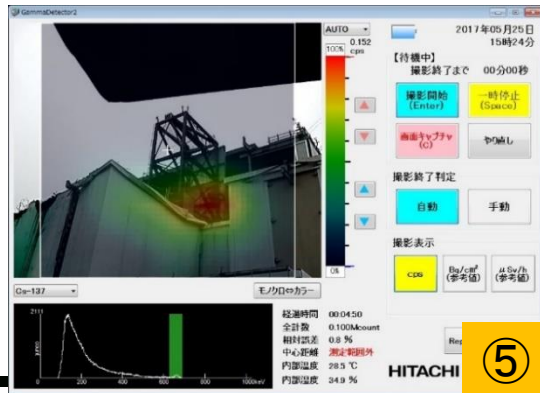 GammaDetector2
AUTO
100%
0.152
cps
0%
2017年05月25日
15時24分
【待機中】
撮影終了まで 00分00秒
撮影開始
(Enter)
一時停止
(Space)
画面キャプチャ
(C)
やり直し
撮影終了判定
自動
手動
撮影表示
cps
Bq/cm²
(参考値)
μSv/h
(参考値)
Cs-137
モノクロ⇔カラー
2111
0
200
400
600
800
1000keV
経過時間 00:04:50
全計数 0.100Mcount
相対誤差 0.8 %
中心距離 測定範囲外
内部温度 28.5 ℃
内部湿度 34.9 %
HITACHI
⑤